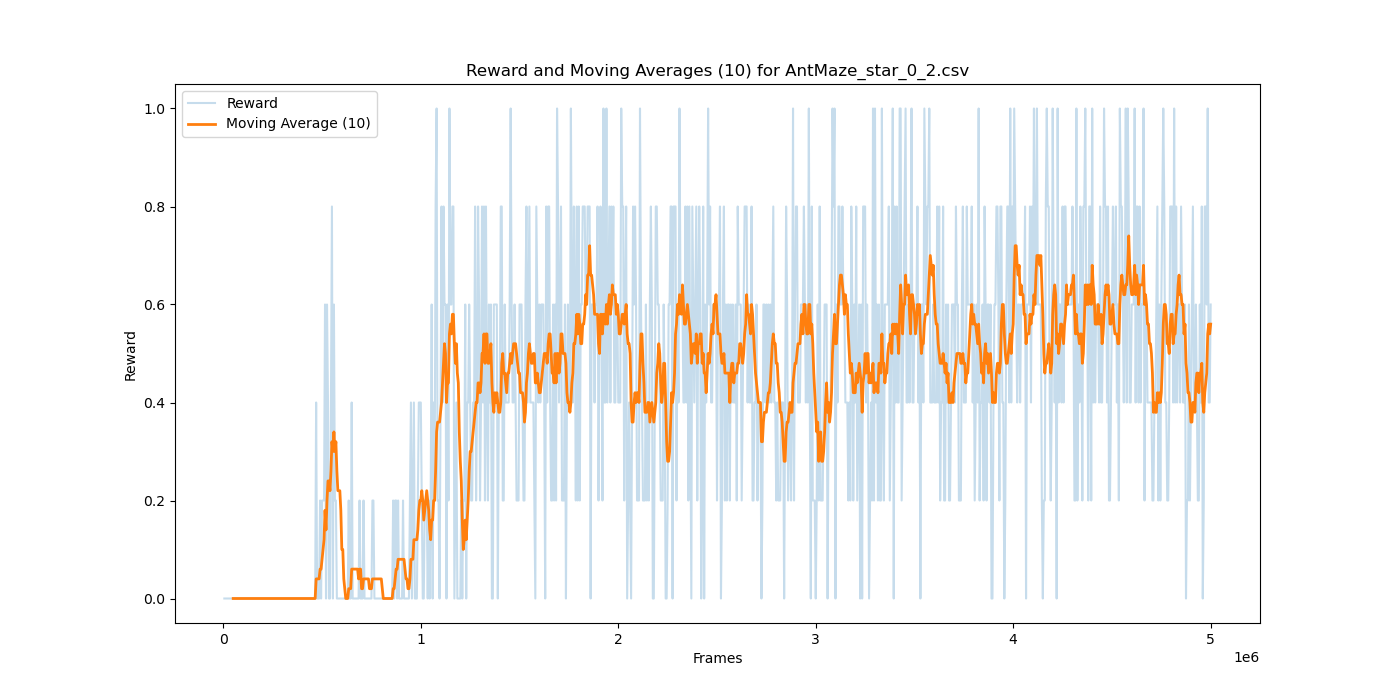 Reward and Moving Averages (10) for AntMaze_star_0_2.csv
Reward
Moving Average (10)
1.0
0.8
0.6
0.4
0.2
0.0
Reward
0 1 2 3 4 5
1e6
Frames